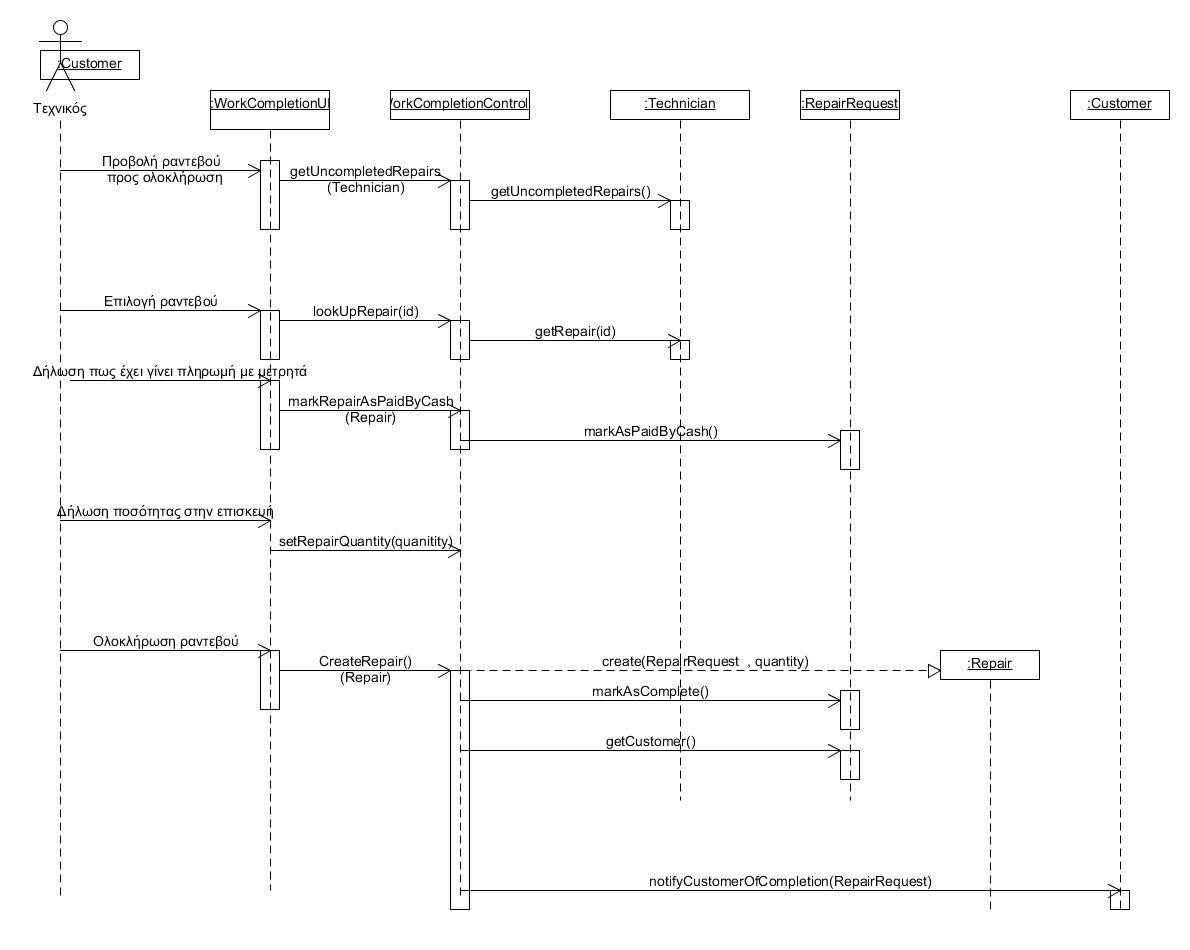 :Customer
Τεχνικός
:WorkCompletionUI
WorkCompletionControl
:Technician
:RepairRequest
:Customer
Προβολή ραντεβού
προς ολοκλήρωση
getUncompletedRepairs
(Technician)
getUncompletedRepairs()
Επιλογή ραντεβού
lookUpRepair(id)
getRepair(id)
Δήλωση πως έχει γίνει πληρωμή με μετρητά
markRepairAsPaidByCash
(Repair)
markAsPaidByCash()
Δήλωση ποσότητας στην επισκευή
setRepairQuantity(quanitity)
Ολοκλήρωση ραντεβού
CreateRepair()
(Repair)
create(RepairRequest , quantity)
:Repair
markAsComplete()
getCustomer()
notifyCustomerOfCompletion(RepairRequest)